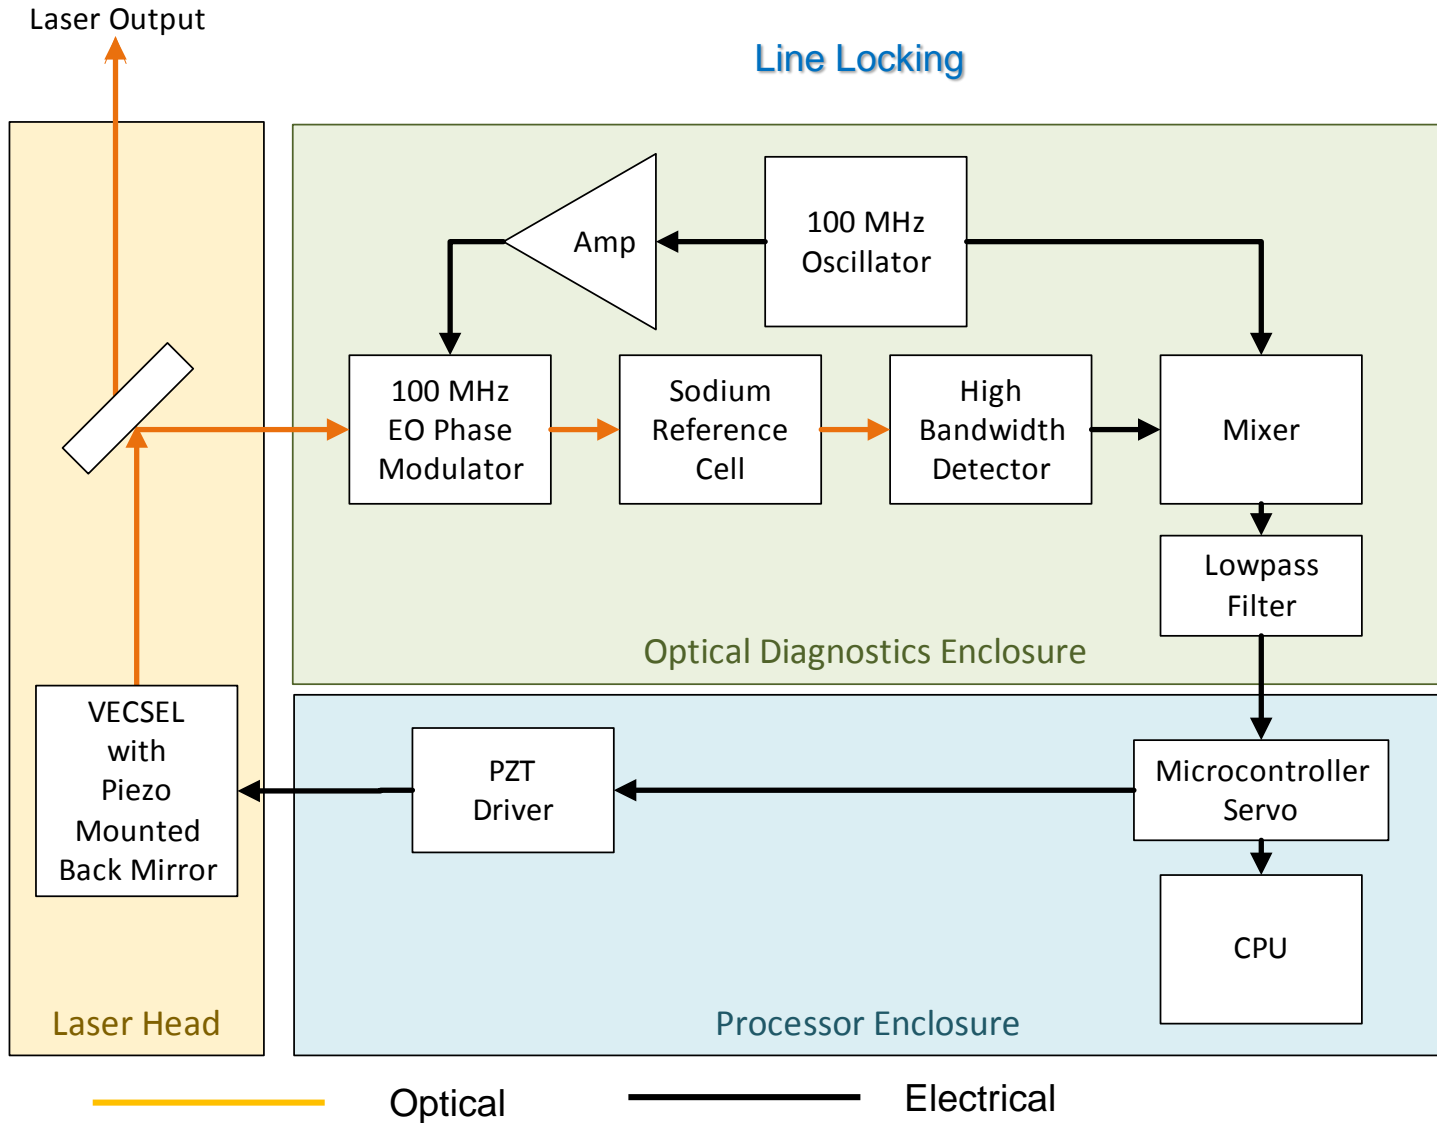 Laser Output
Line Locking
Amp
100 MHz
Oscillator
100 MHz
EO Phase
Modulator
Sodium
Reference
Cell
High
Bandwidth
Detector
Mixer
Lowpass
Filter
Optical Diagnostics Enclosure
VECSEL
with
Piezo
Mounted
Back Mirror
PZT
Driver
Microcontroller
Servo
CPU
Laser Head
Processor Enclosure
Optical
Electrical